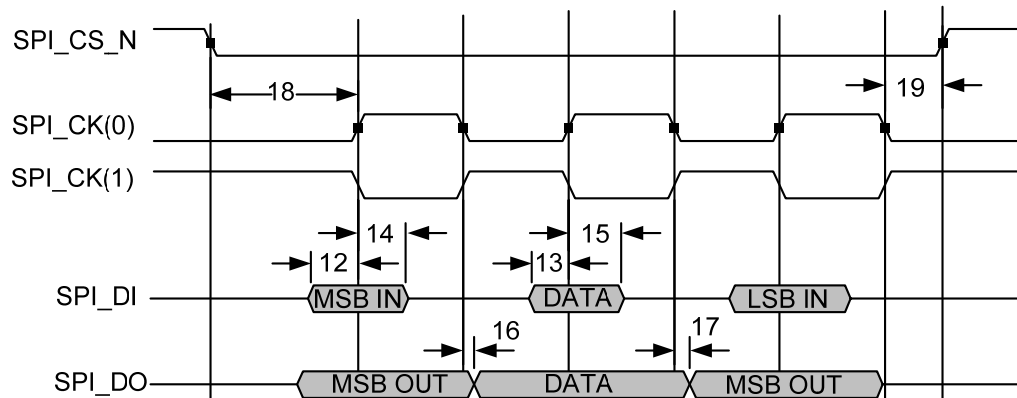 SPI_CS_N
18
19
SPI_CK(0)
SPI_CK(1)
14
15
12
13
SPI_DI
MSB IN
DATA
LSB IN
16
17
SPI_DO
MSB OUT
DATA
MSB OUT